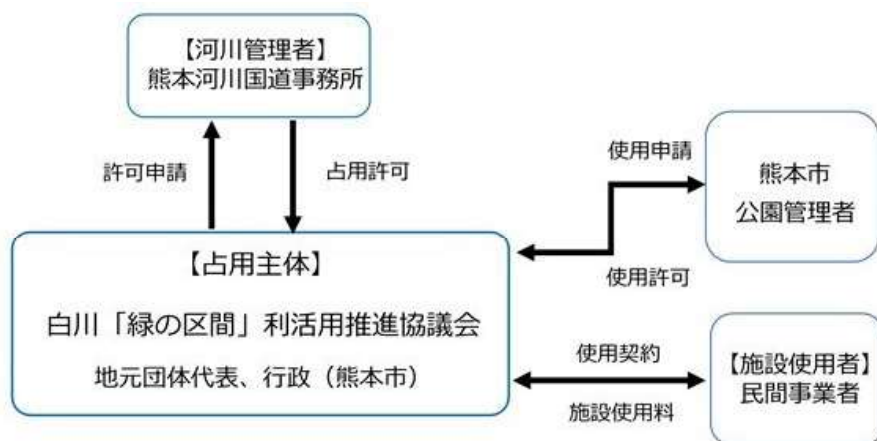 【河川管理者】
熊本河川国道事務所
許可申請
占用許可
使用申請
熊本市
公園管理者
使用許可
【占用主体】
白川「緑の区間」利活用推進協議会
地元団体代表、行政（熊本市）
使用契約
施設使用料
【施設使用者】
民間事業者